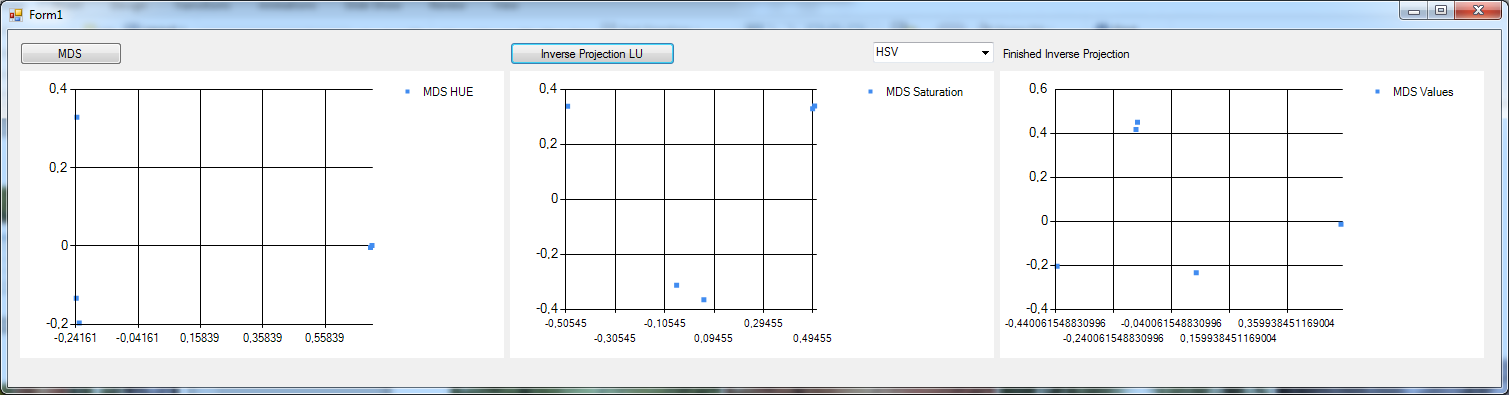 Form1
MDS
Inverse Projection LU
HSV
Finished Inverse Projection
0,4
0,2
0
-0,2
-0,24161 -0,04161 0,15839 0,35839 0,55839
MDS HUE
0,4
0,2
0
-0,2
-0,4
-0,50545 -0,10545 0,29455
-0,30545 0,09455 0,49455
MDS Saturation
0,6
0,4
0,2
0
-0,2
-0,4
-0,440061548830996 -0,040061548830996 0,359938451169004
-0,240061548830996 0,159938451169004
MDS Values